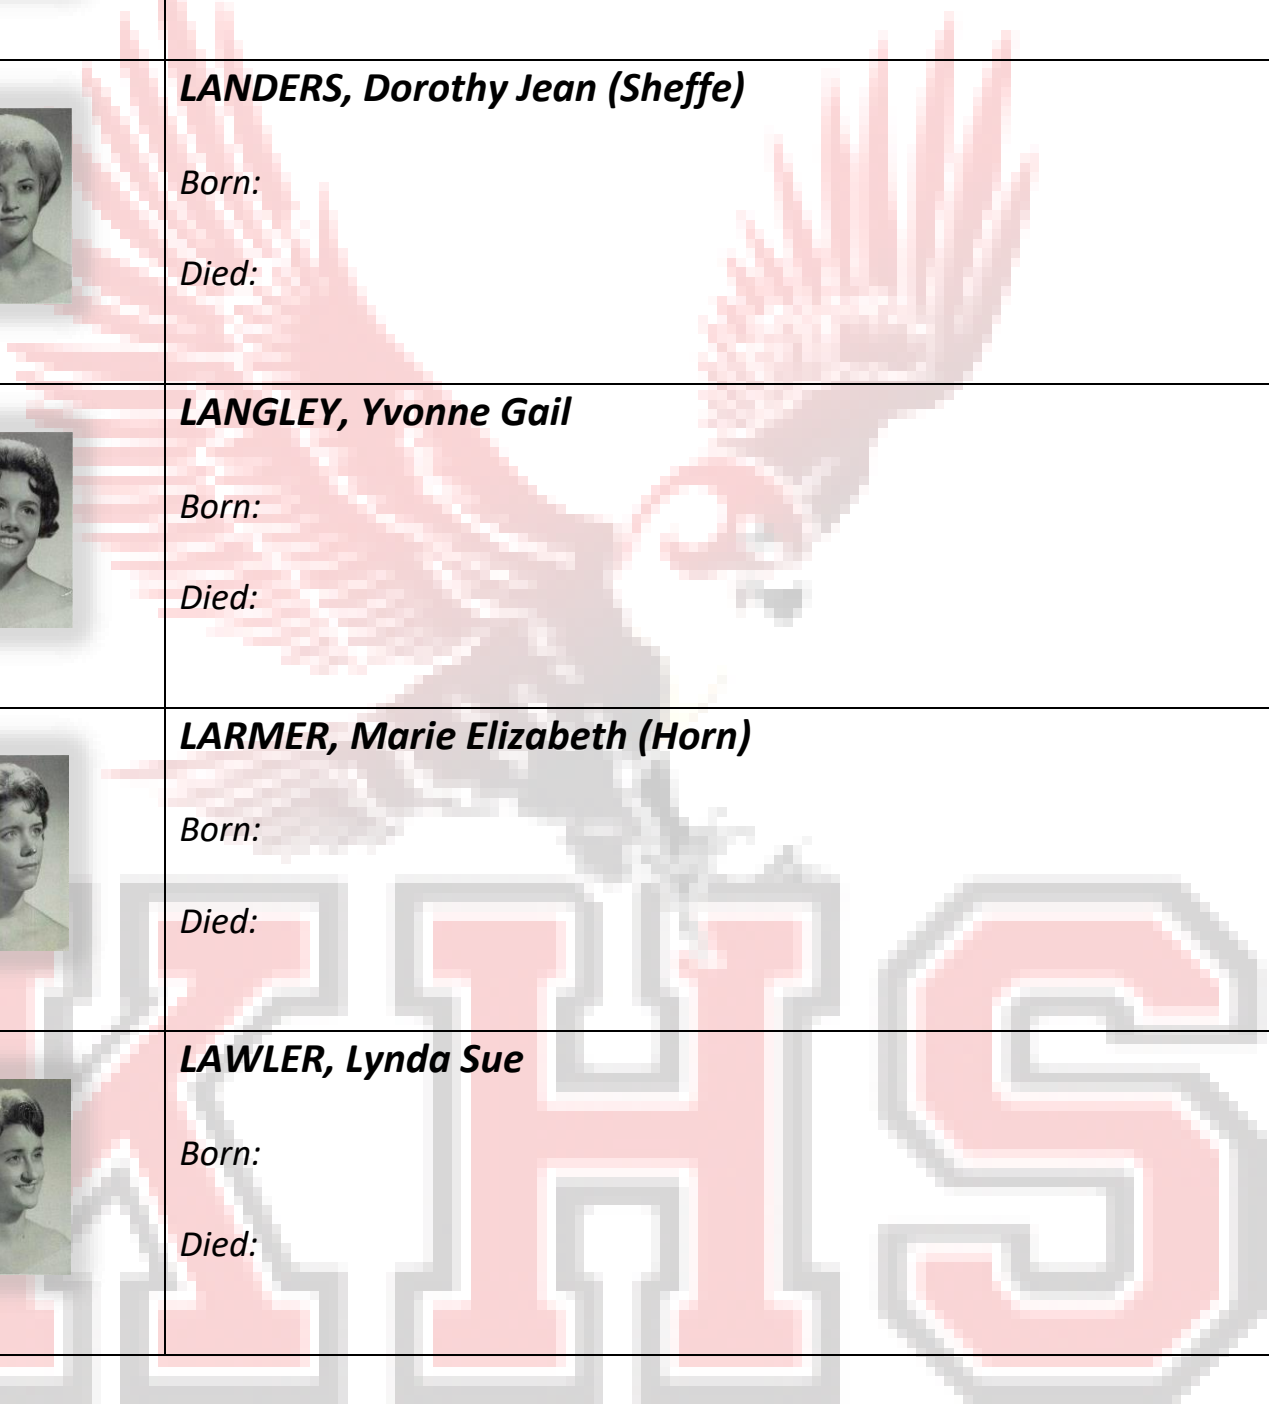 LANDERS, Dorothy Jean (Sheffe)
Born:
Died:
LANGLEY, Yvonne Gail
Born:
Died:
LARMER, Marie Elizabeth (Horn)
Born:
Died:
LAWLER, Lynda Sue
Born:
Died:
KHS